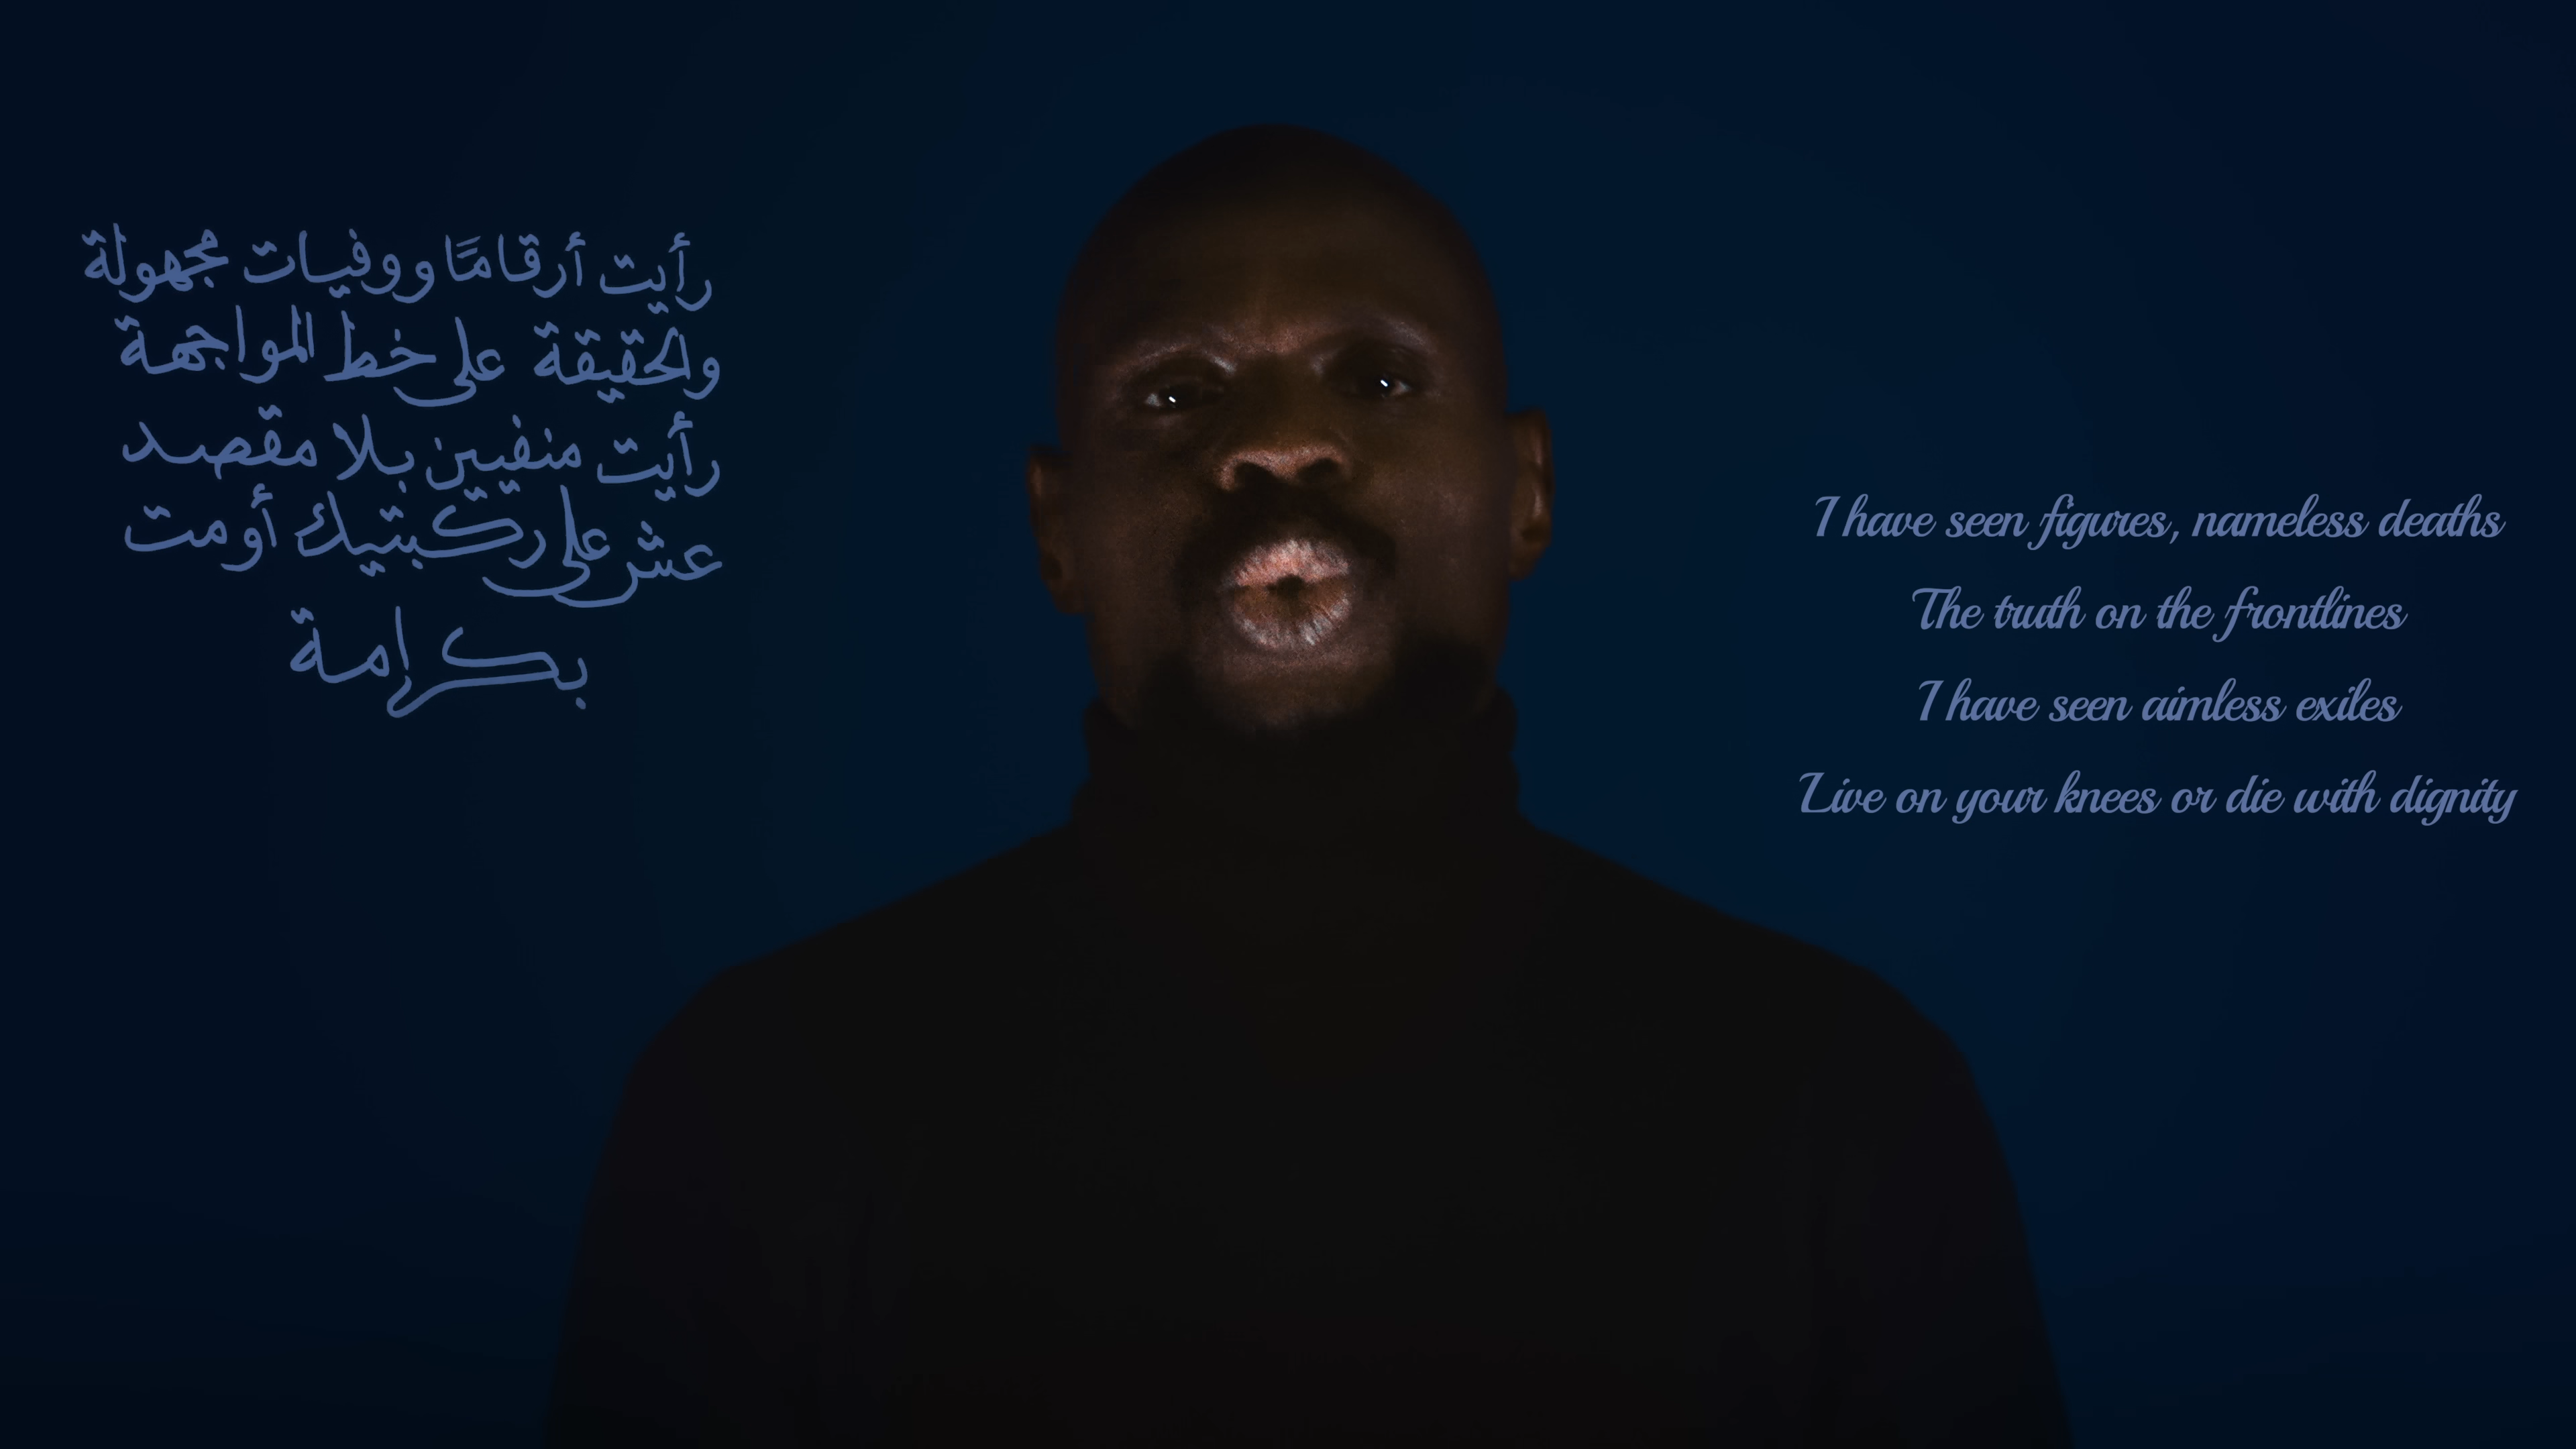 رأيت أرقامًا ووفيات مجهولة
والحقيقة على خط المواجهة
رأيت منفيين بلا مقصد
عش على ركبتيك أو مت
بكرامة
I have seen figures, nameless deaths
The truth on the frontlines
I have seen aimless exiles
Live on your knees or die with dignity